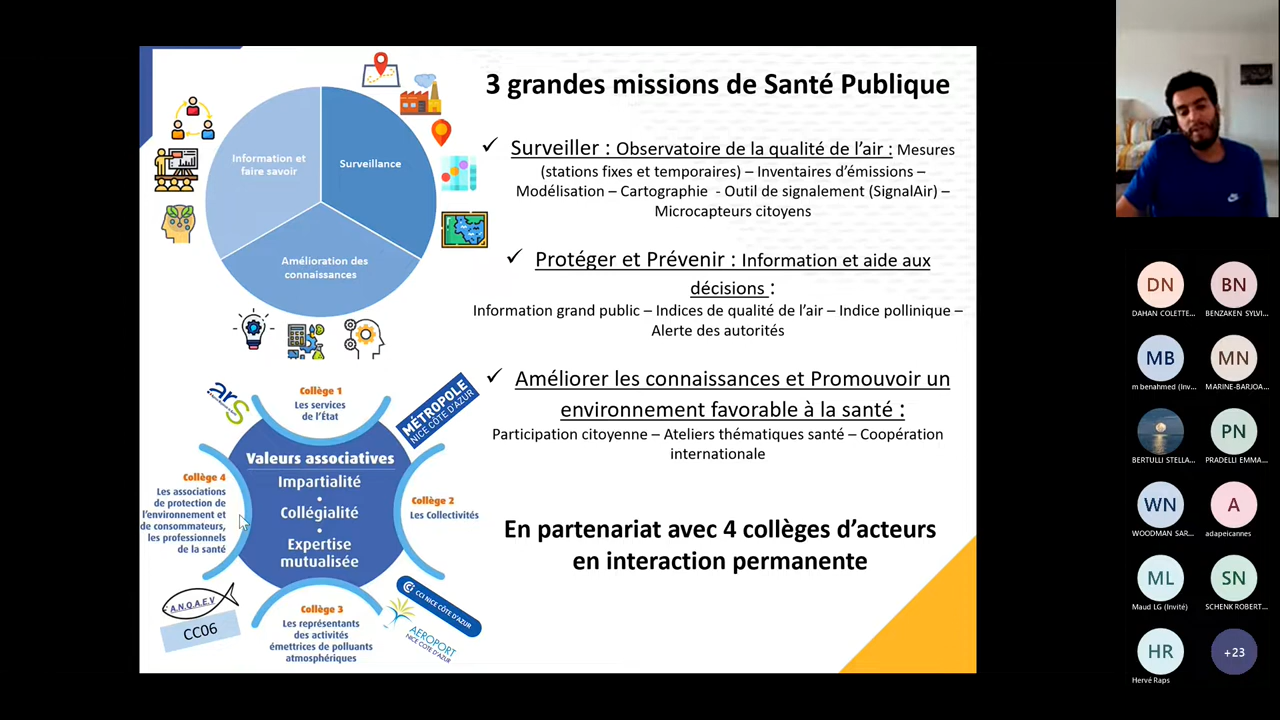 3 grandes missions de Santé Publique
Information et
faire savoir
Surveillance
Amélioration des
connaissances
✓ Surveiller : Observatoire de la qualité de l'air : Mesures
(stations fixes et temporaires) – Inventaires d'émissions –
Modélisation – Cartographie - Outil de signalement (SignalAir) –
Microcapteurs citoyens
✓ Protéger et Prévenir : Information et aide aux
décisions :
Information grand public – Indices de qualité de l'air – Indice pollinique –
Alerte des autorités
✓ Améliorer les connaissances et Promouvoir un
environnement favorable à la santé :
Participation citoyenne – Ateliers thématiques santé – Coopération
internationale
En partenariat avec 4 collèges d'acteurs
en interaction permanente
ars
Collège 1
Les services
de l'État
MÉTROPOLE
NICE CÔTE D'AZUR
Valeurs associatives
Impartialité
•
Collégialité
•
Expertise
mutualisée
Collège 4
Les associations
de protection de
l'environnement et
de consommateurs,
les professionnels
de la santé
Collège 2
Les Collectivités
A.N.Q.A.E.V
CC06
Collège 3
Les représentants
des activités
émettrices de polluants
atmosphériques
CCI NICE CÔTE D'AZUR
AEROPORT
NICE CÔTE D'AZUR
DN
DAHAN COLETTE...
BN
BENZAKEN SYLVI...
MB
m benahmed (Inv...
MN
MARINE-BARJOA...
BERTULLI STELLA...
PN
PRADELLI EMMA...
WN
WOODMAN SAR...
A
adapeicannes
ML
Maud LG (Invité)
SN
SCHENK ROBERT...
HR
Hervé Raps
+23